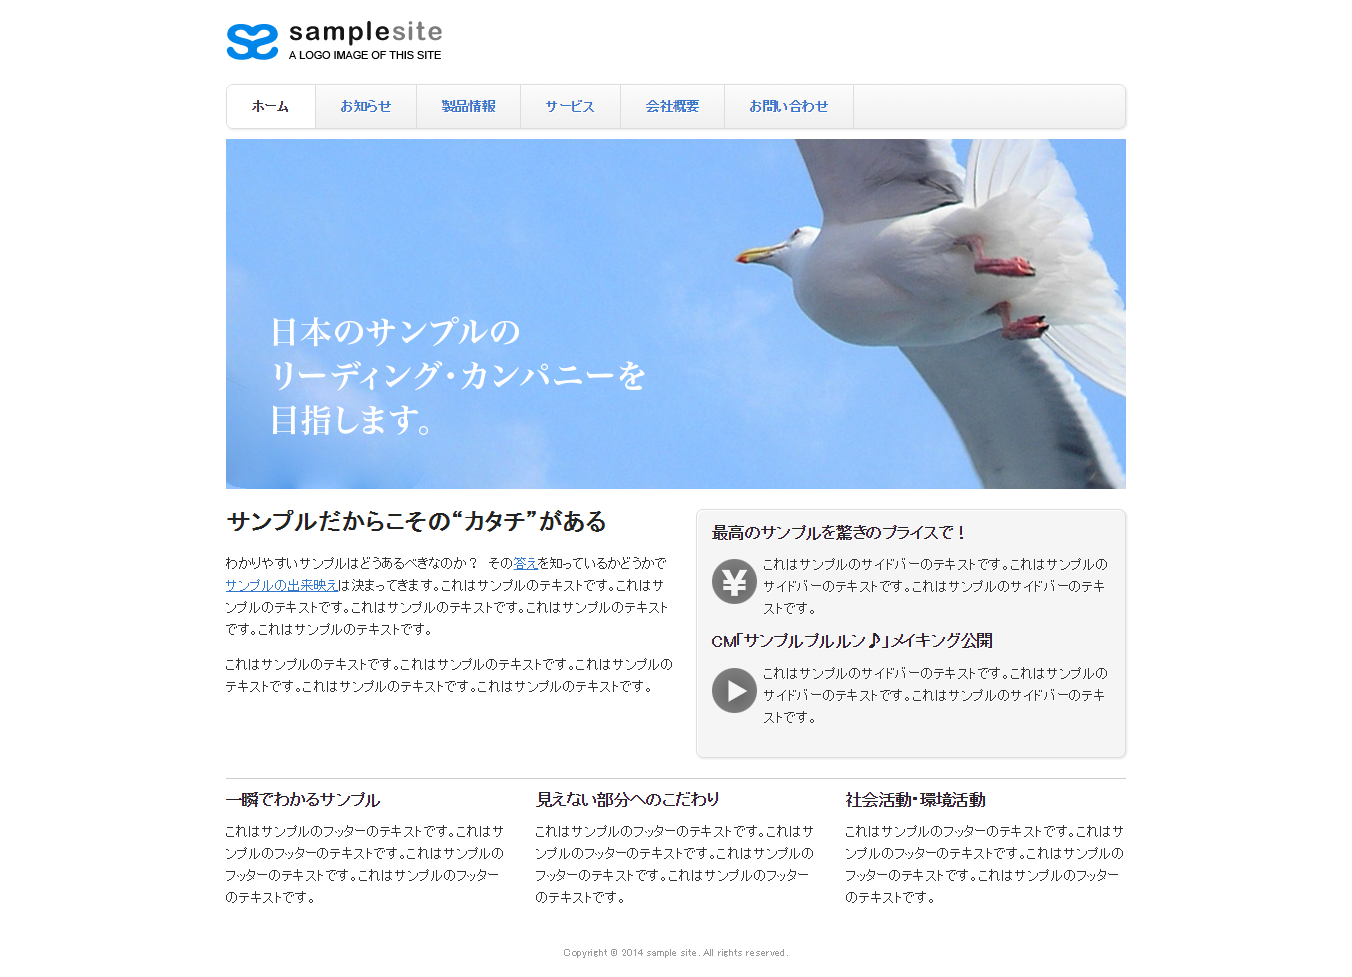 samplesite
A LOGO IMAGE OF THIS SITE
ホーム お知らせ 製品情報 サービス 会社概要 お問い合わせ
日本のサンプルの
リーディング・カンパニーを
目指します。
サンプルだからこその“カタチ”がある
わかりやすいサンプルはどうあるべきなのか？　その答えを知っているかどうかで
サンプルの出来映えは決まってきます。これはサンプルのテキストです。これはサ
ンプルのテキストです。これはサンプルのテキストです。これはサンプルのテキスト
です。これはサンプルのテキストです。
これはサンプルのテキストです。これはサンプルのテキストです。これはサンプルの
テキストです。これはサンプルのテキストです。これはサンプルのテキストです。
最高のサンプルを驚きのプライスで！
¥
これはサンプルのサイドバーのテキストです。これはサンプルの
サイドバーのテキストです。これはサンプルのサイドバーのテキ
ストです。
CM「サンプルプルルン♪」メイキング公開
これはサンプルのサイドバーのテキストです。これはサンプルの
サイドバーのテキストです。これはサンプルのサイドバーのテキ
ストです。
一瞬でわかるサンプル
これはサンプルのフッターのテキストです。これはサ
ンプルのフッターのテキストです。これはサンプルの
フッターのテキストです。これはサンプルのフッター
のテキストです。
見えない部分へのこだわり
これはサンプルのフッターのテキストです。これはサ
ンプルのフッターのテキストです。これはサンプルの
フッターのテキストです。これはサンプルのフッター
のテキストです。
社会活動・環境活動
これはサンプルのフッターのテキストです。これはサ
ンプルのフッターのテキストです。これはサンプルの
フッターのテキストです。これはサンプルのフッター
のテキストです。
Copyright © 2014 sample site. All rights reserved.